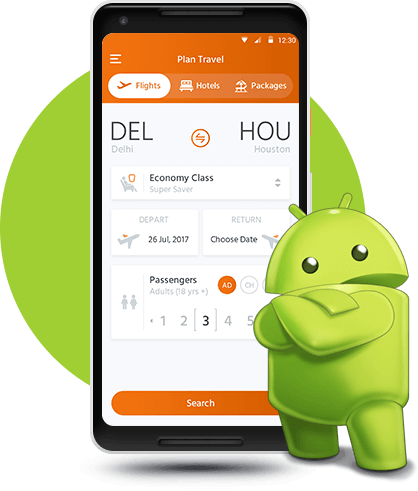 12:30
Plan Travel
Flights
Hotels
Packages
DEL
HOU
Delhi
Houston
Economy Class
Super Saver
DEPART
RETURN
26 Jul, 2017
Choose Date
Passengers
Adults (18 yrs +)
AD
CH
1 2 3 4 5
Search